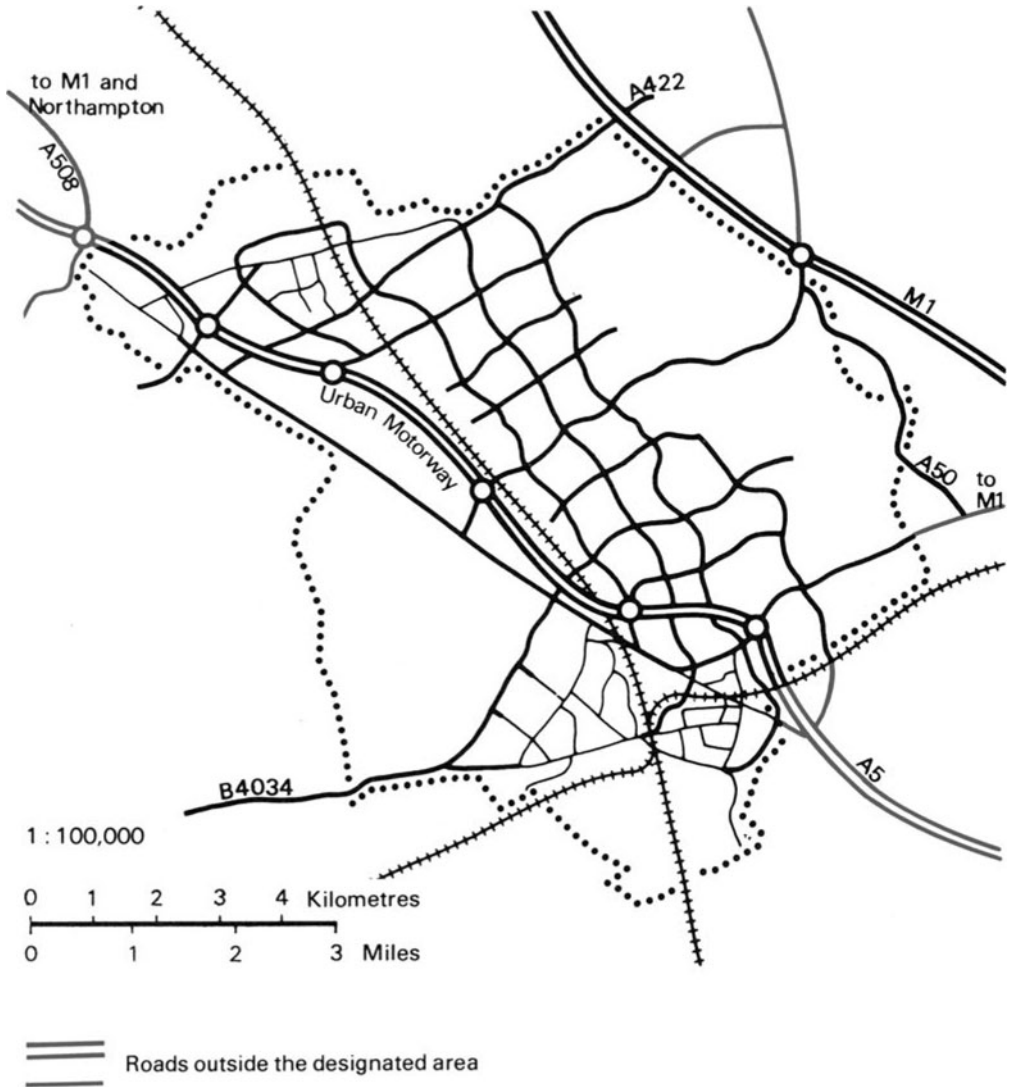 to M1 and
Northampton
A422
A508
M1
Urban Motorway
A50 to
M1
A5
B4034
1 : 100,000
0 1 2 3 4 Kilometres
0 1 2 3 Miles
Roads outside the designated area